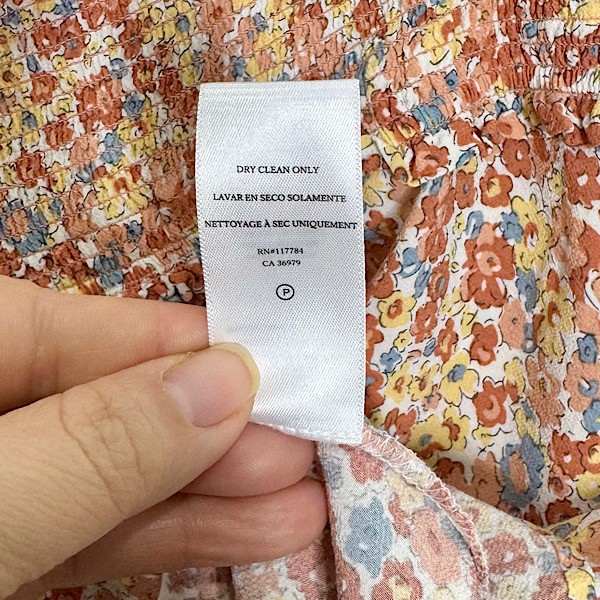 DRY CLEAN ONLY
LAVAR EN SECO SOLAMENTE
NETTOYAGE À SEC UNIQUEMENT
RN#117784
CA 36979
P